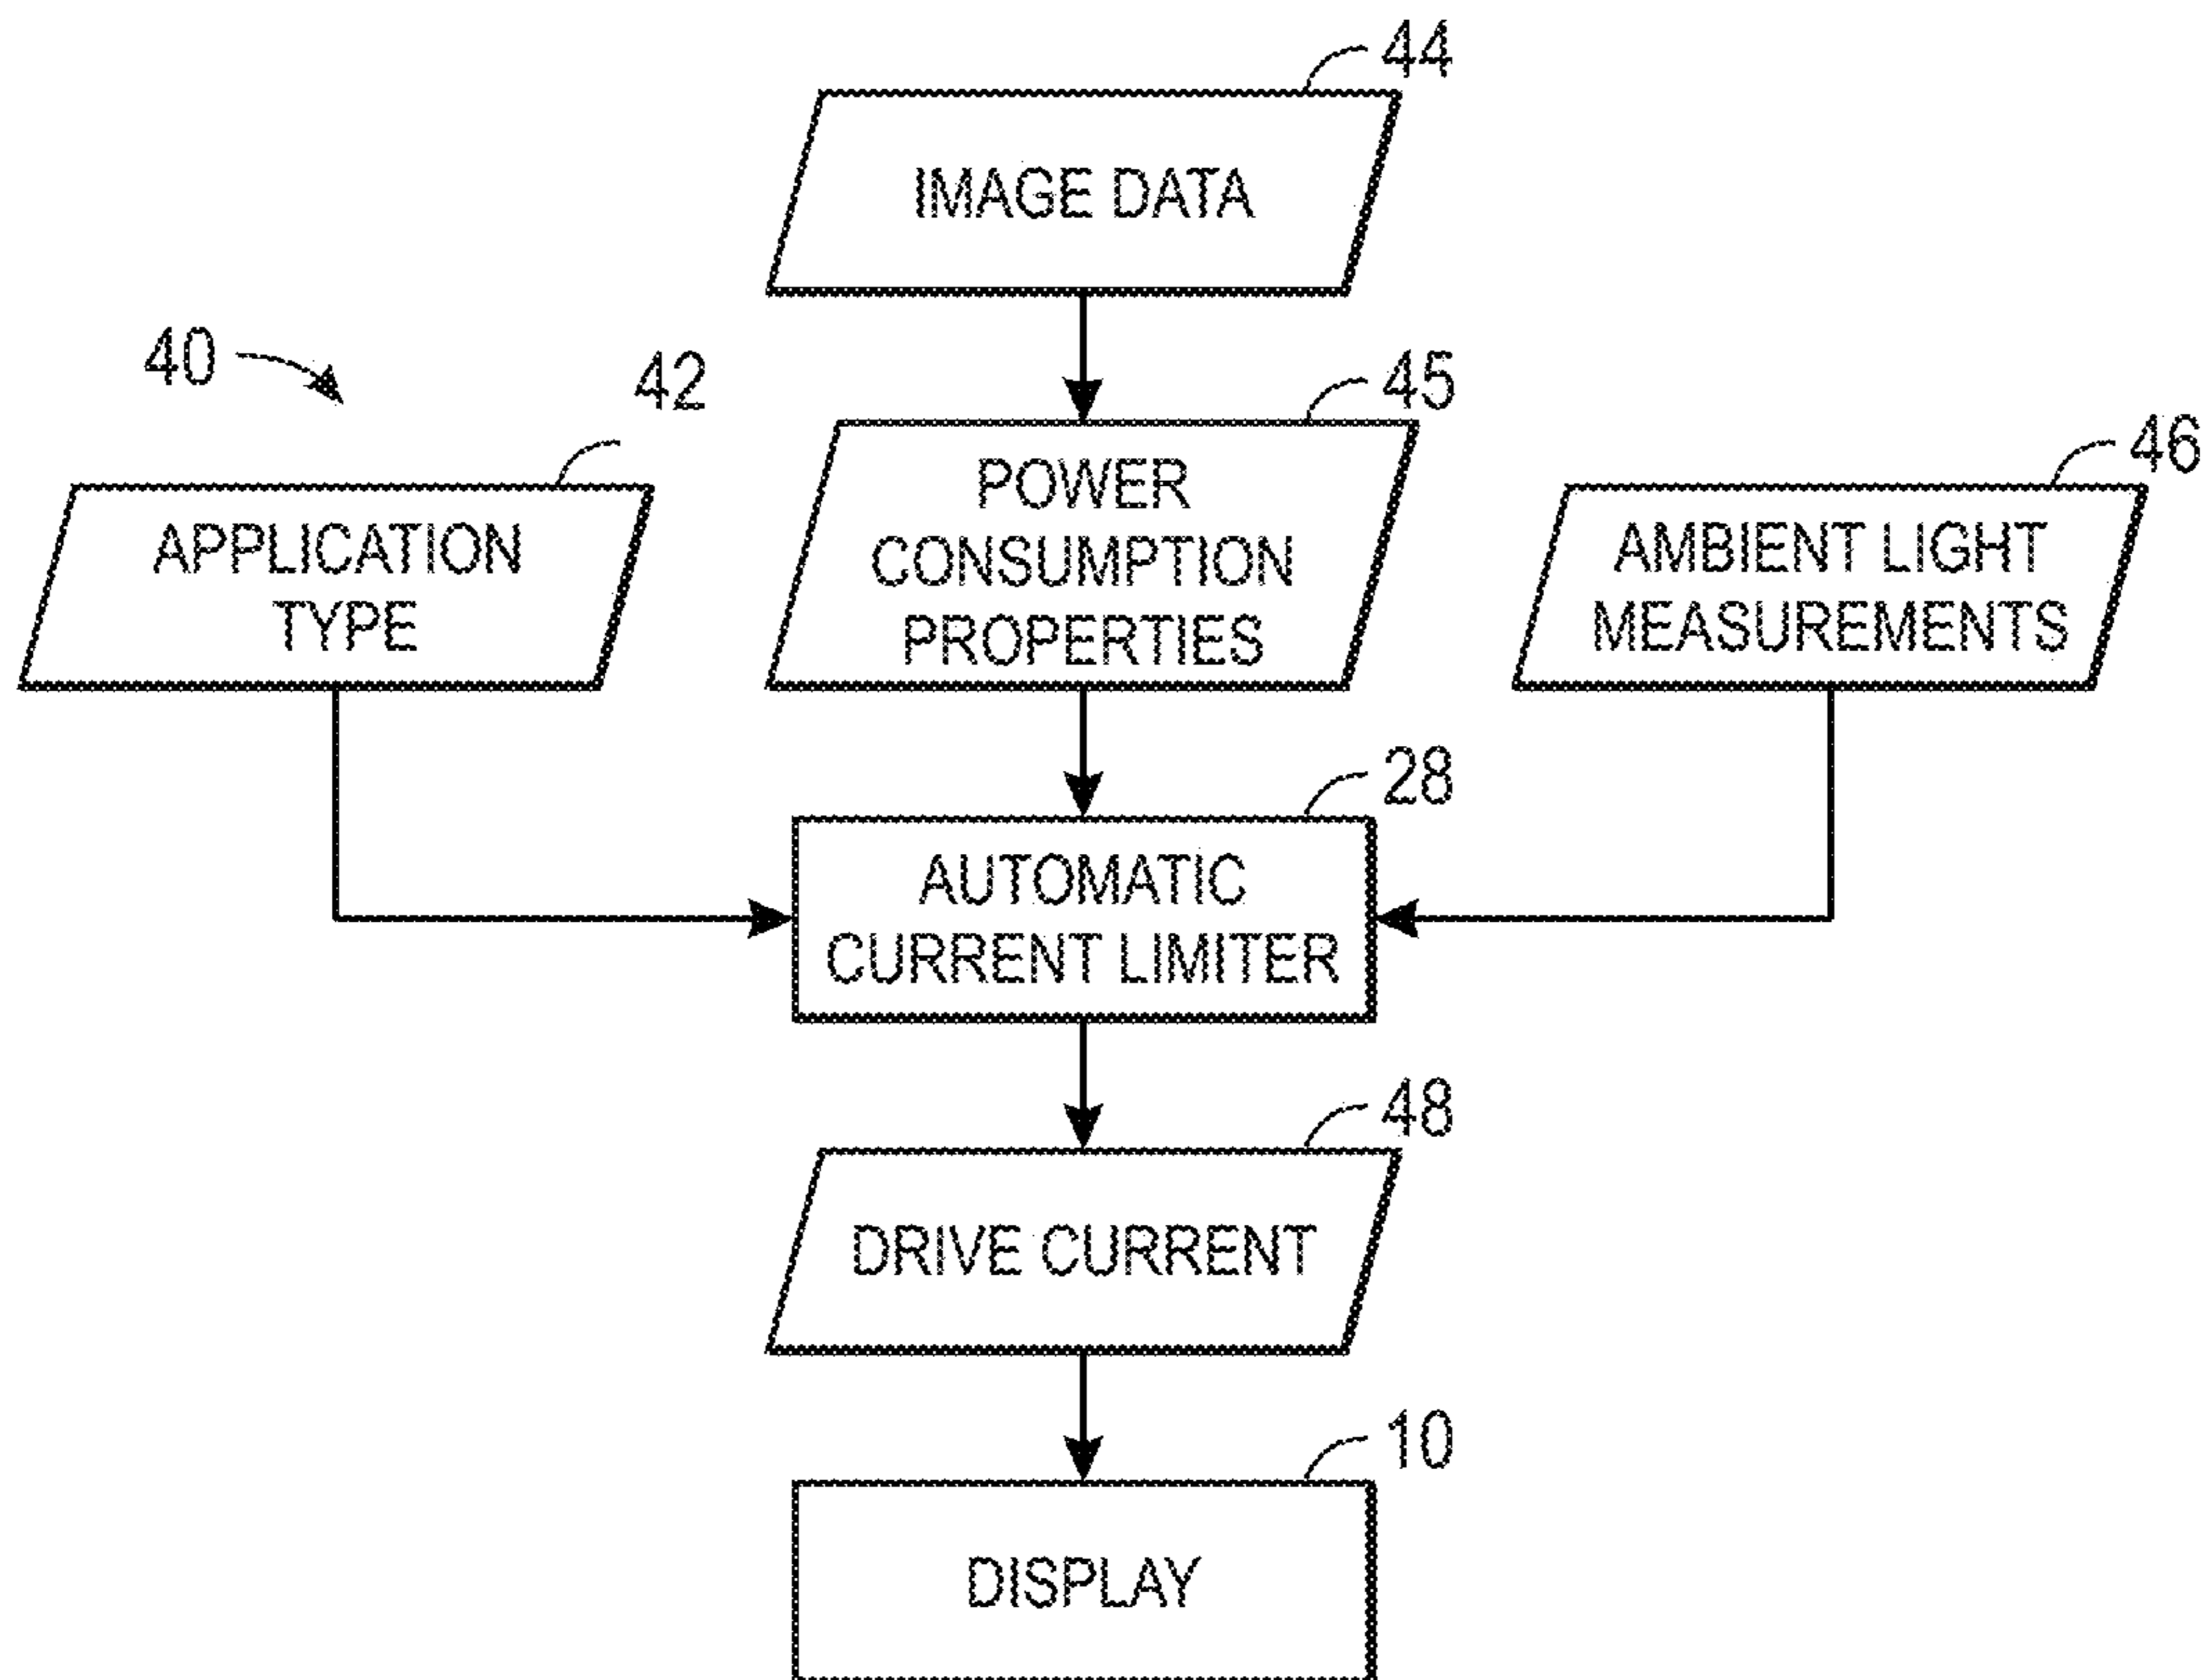 44
IMAGE DATA
40
42
45
46
APPLICATION
TYPE
POWER
CONSUMPTION
PROPERTIES
AMBIENT LIGHT
MEASUREMENTS
28
AUTOMATIC
CURRENT LIMITER
48
DRIVE CURRENT
10
DISPLAY